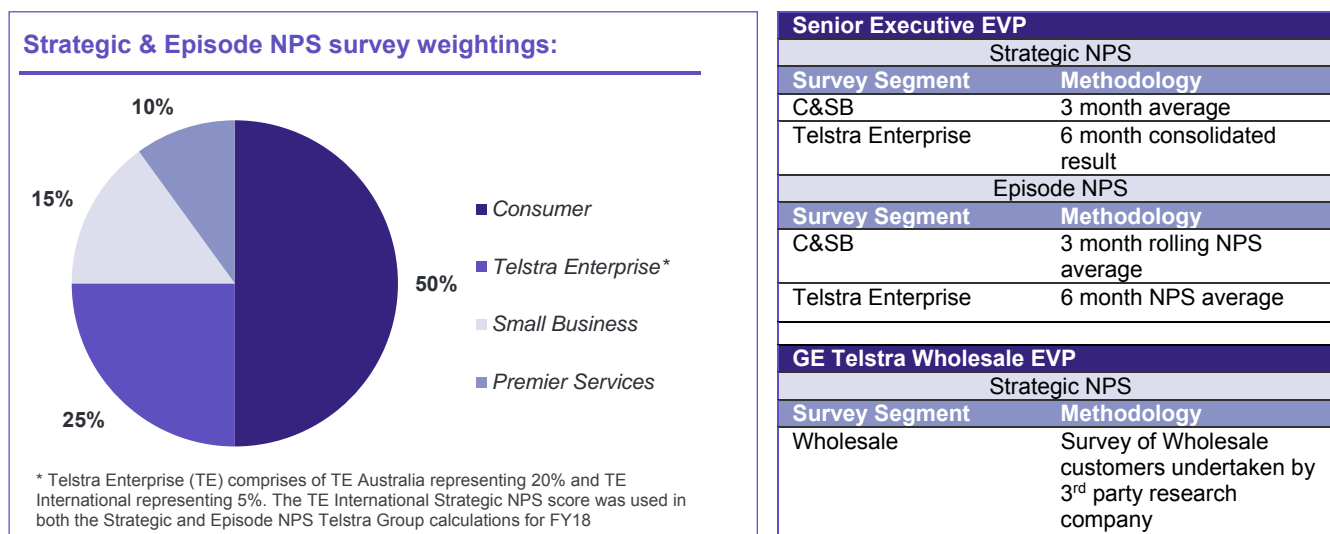 Strategic & Episode NPS survey weightings:
10%
15%
50%
25%
Consumer
Telstra Enterprise*
Small Business
Premier Services
* Telstra Enterprise (TE) comprises of TE Australia representing 20% and TE
International representing 5%. The TE International Strategic NPS score was used in
both the Strategic and Episode NPS Telstra Group calculations for FY18
Senior Executive EVP
Strategic NPS
Survey Segment Methodology
C&SB 3 month average
Telstra Enterprise 6 month consolidated
result
Episode NPS
Survey Segment Methodology
C&SB 3 month rolling NPS
average
Telstra Enterprise 6 month NPS average
GE Telstra Wholesale EVP
Strategic NPS
Survey Segment Methodology
Wholesale Survey of Wholesale
customers undertaken by
3rd party research
company